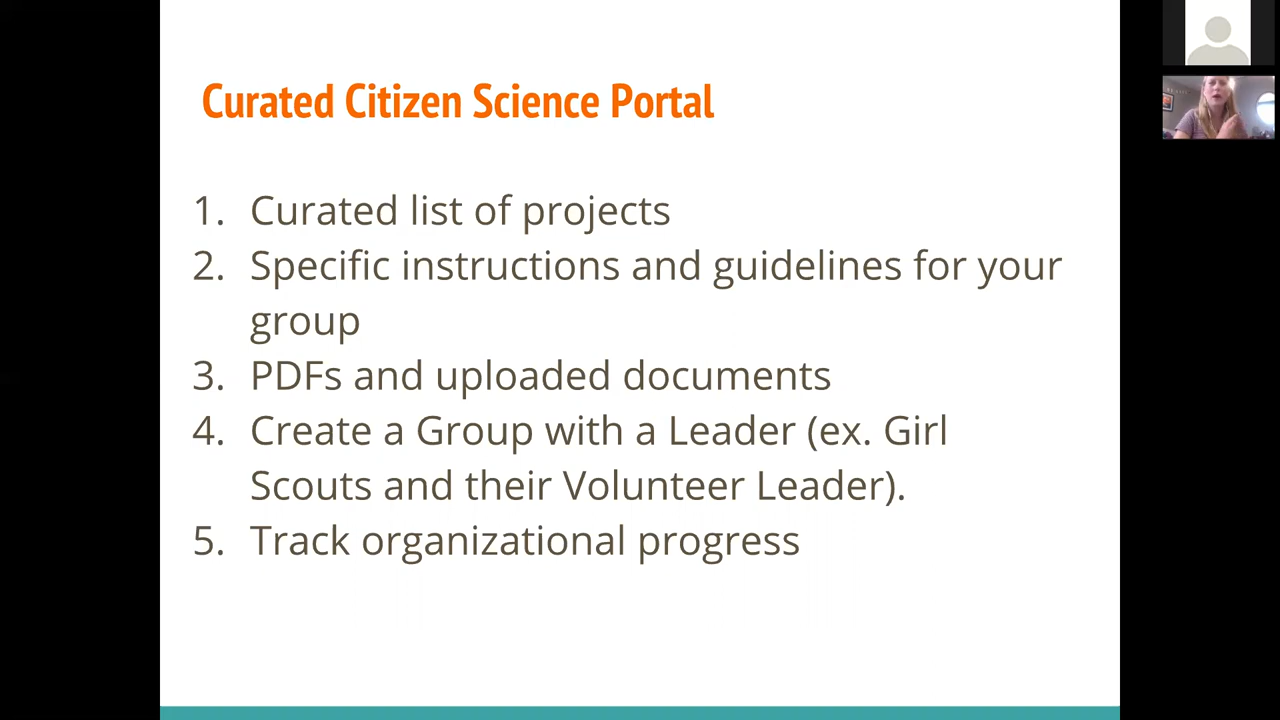 Curated Citizen Science Portal
1. Curated list of projects
2. Specific instructions and guidelines for your
group
3. PDFs and uploaded documents
4. Create a Group with a Leader (ex. Girl
Scouts and their Volunteer Leader).
5. Track organizational progress